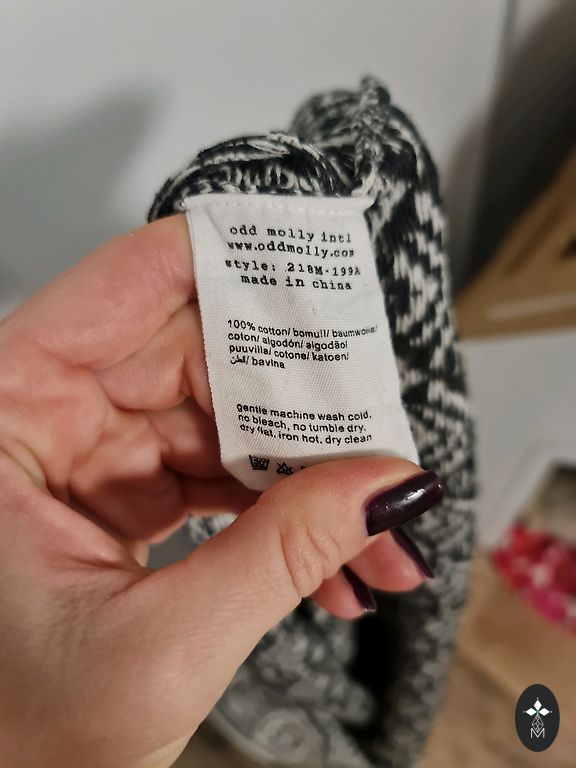 odd molly intl
www.oddmolly.com
style: 218M-199A
made in china
100% cotton/ bomull/ baumwolle/
coton/ algodón/ algodão/
puuvilla/ cotone/ katoen/
قطن/ bavlna
gentle machine wash cold,
no bleach, no tumble dry,
dry flat, iron hot, dry clean
M